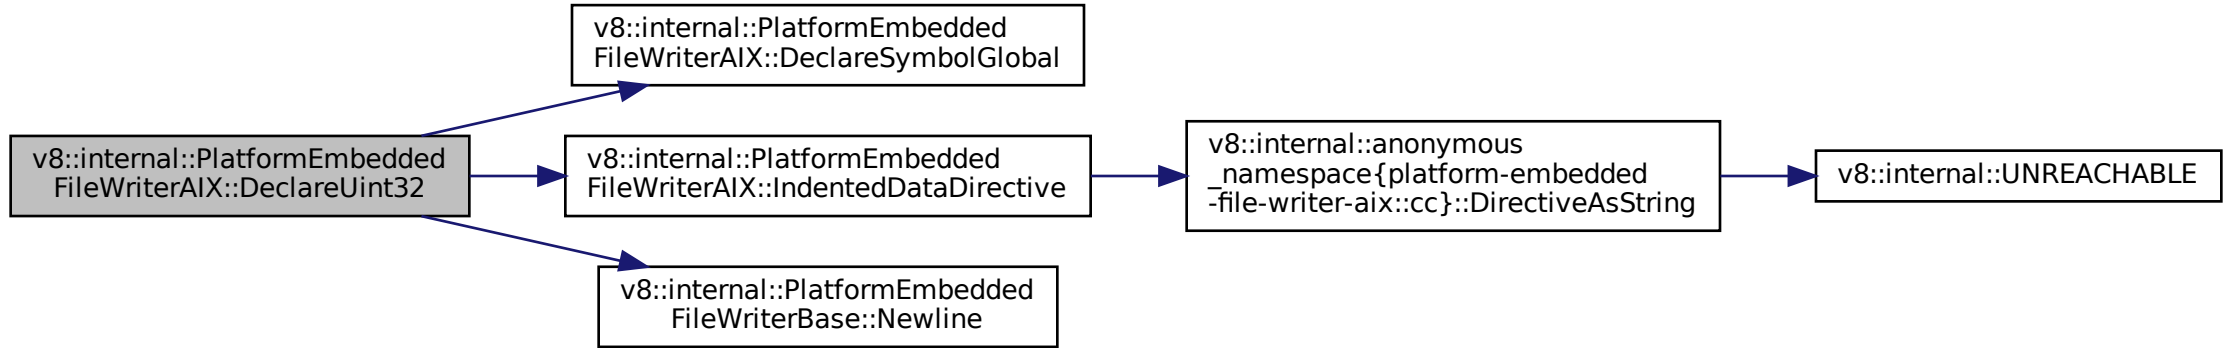 v8::internal::PlatformEmbedded
FileWriterAIX::DeclareSymbolGlobal
v8::internal::PlatformEmbedded
FileWriterAIX::DeclareUint32
v8::internal::PlatformEmbedded
FileWriterAIX::IndentedDataDirective
v8::internal::anonymous
_namespace{platform-embedded
-file-writer-aix::cc}::DirectiveAsString
v8::internal::UNREACHABLE
v8::internal::PlatformEmbedded
FileWriterBase::Newline